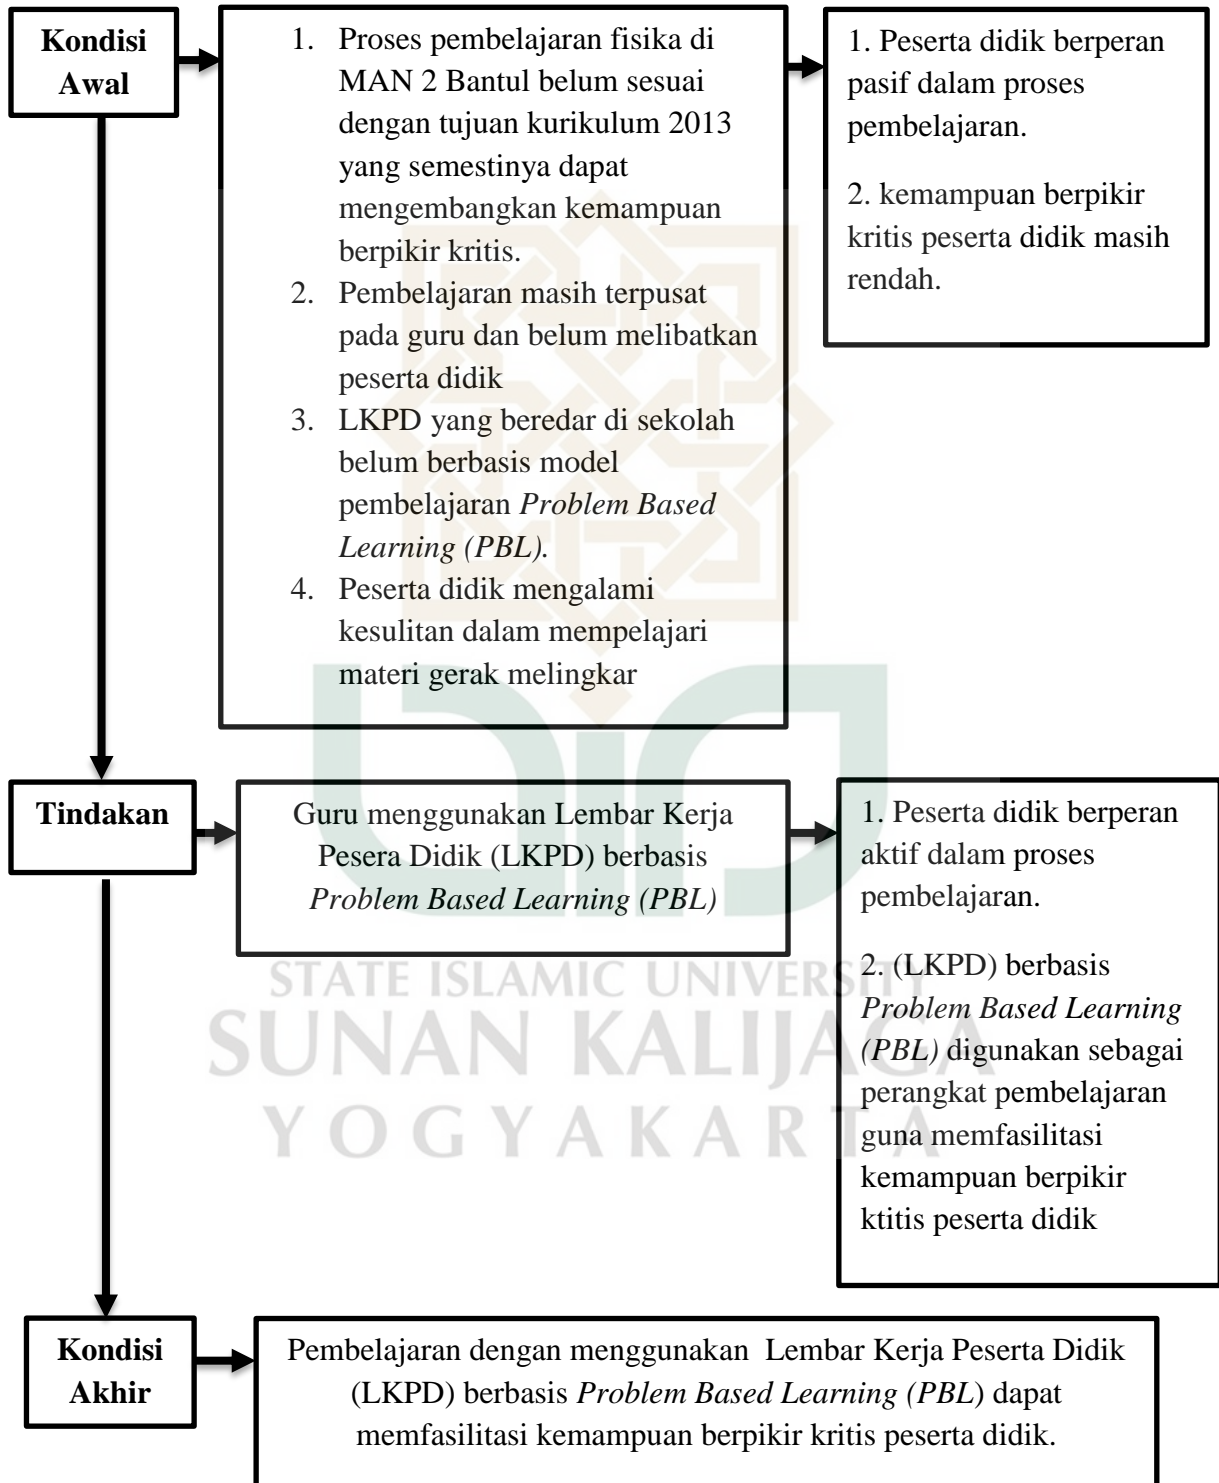 Kondisi
Awal
1. Proses pembelajaran fisika di
MAN 2 Bantul belum sesuai
dengan tujuan kurikulum 2013
yang semestinya dapat
mengembangkan kemampuan
berpikir kritis.
2. Pembelajaran masih terpusat
pada guru dan belum melibatkan
peserta didik
3. LKPD yang beredar di sekolah
belum berbasis model
pembelajaran Problem Based
Learning (PBL).
4. Peserta didik mengalami
kesulitan dalam mempelajari
materi gerak melingkar
1. Peserta didik berperan
pasif dalam proses
pembelajaran.
2. kemampuan berpikir
kritis peserta didik masih
rendah.
Tindakan
Guru menggunakan Lembar Kerja
Pesera Didik (LKPD) berbasis
Problem Based Learning (PBL)
1. Peserta didik berperan
aktif dalam proses
pembelajaran.
2. (LKPD) berbasis
Problem Based Learning
(PBL) digunakan sebagai
perangkat pembelajaran
guna memfasilitasi
kemampuan berpikir
ktitis peserta didik
STATE ISLAMIC UNIVERSITY
SUNAN KALIJAGA
YOGYAKARTA
Kondisi
Akhir
Pembelajaran dengan menggunakan  Lembar Kerja Peserta Didik
(LKPD) berbasis Problem Based Learning (PBL) dapat
memfasilitasi kemampuan berpikir kritis peserta didik.